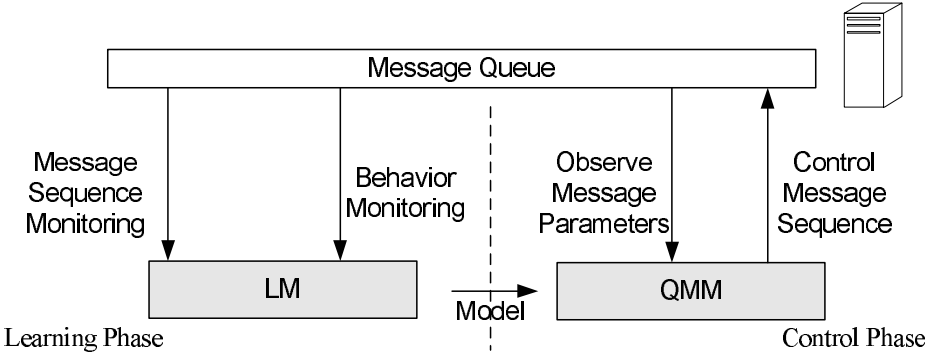 Message Queue
Message
Sequence
Monitoring
Behavior
Monitoring
Observe
Message
Parameters
Control
Message
Sequence
LM
Model
QMM
Learning Phase
Control Phase